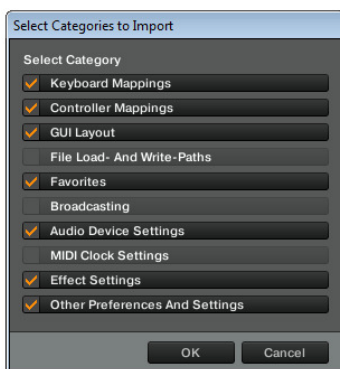 Select Categories to Import
Select Category
Keyboard Mappings
Controller Mappings
GUI Layout
File Load- And Write-Paths
Favorites
Broadcasting
Audio Device Settings
MIDI Clock Settings
Effect Settings
Other Preferences And Settings
OK Cancel